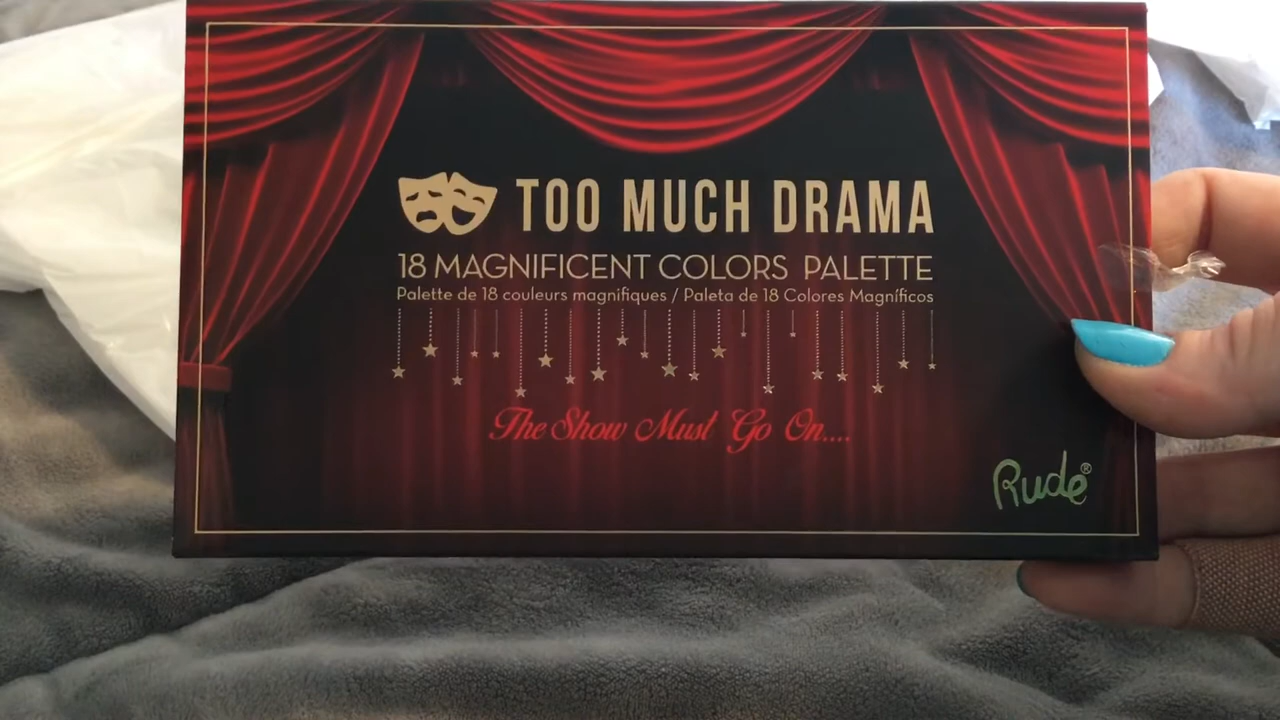 TOO MUCH DRAMA
18 MAGNIFICENT COLORS PALETTE
Palette de 18 couleurs magnifiques / Paleta de 18 Colores Magníficos
The Show Must Go On....
Rude®